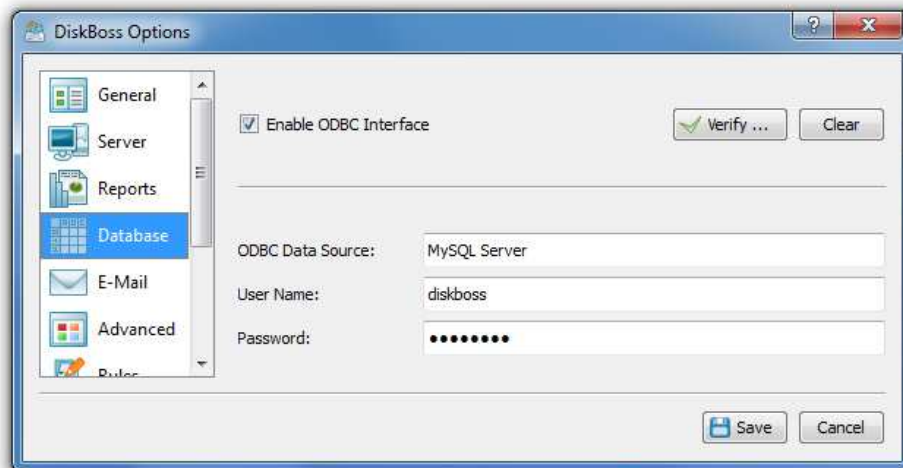 DiskBoss Options
General
Server
Reports
Database
E-Mail
Advanced
Rules
Enable ODBC Interface
Verify ...
Clear
ODBC Data Source: MySQL Server
User Name: diskboss
Password: ●●●●●●●●
Save
Cancel